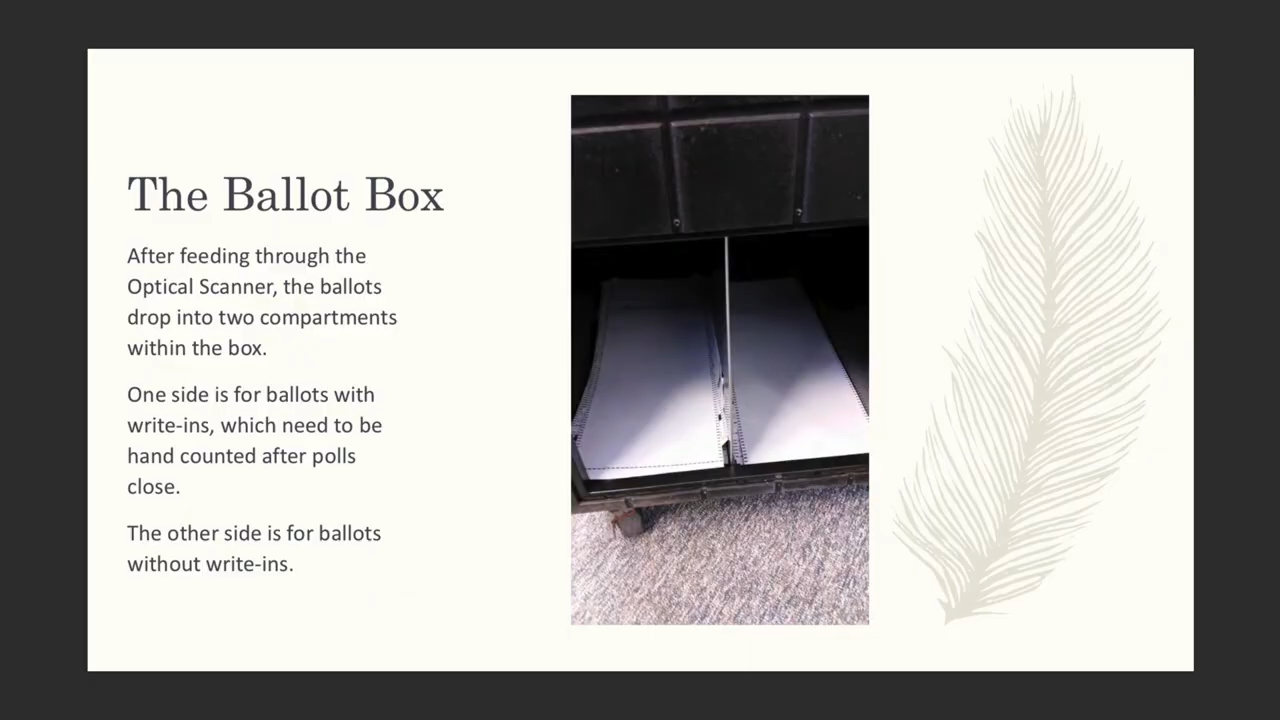 The Ballot Box
After feeding through the
Optical Scanner, the ballots
drop into two compartments
within the box.
One side is for ballots with
write-ins, which need to be
hand counted after polls
close.
The other side is for ballots
without write-ins.